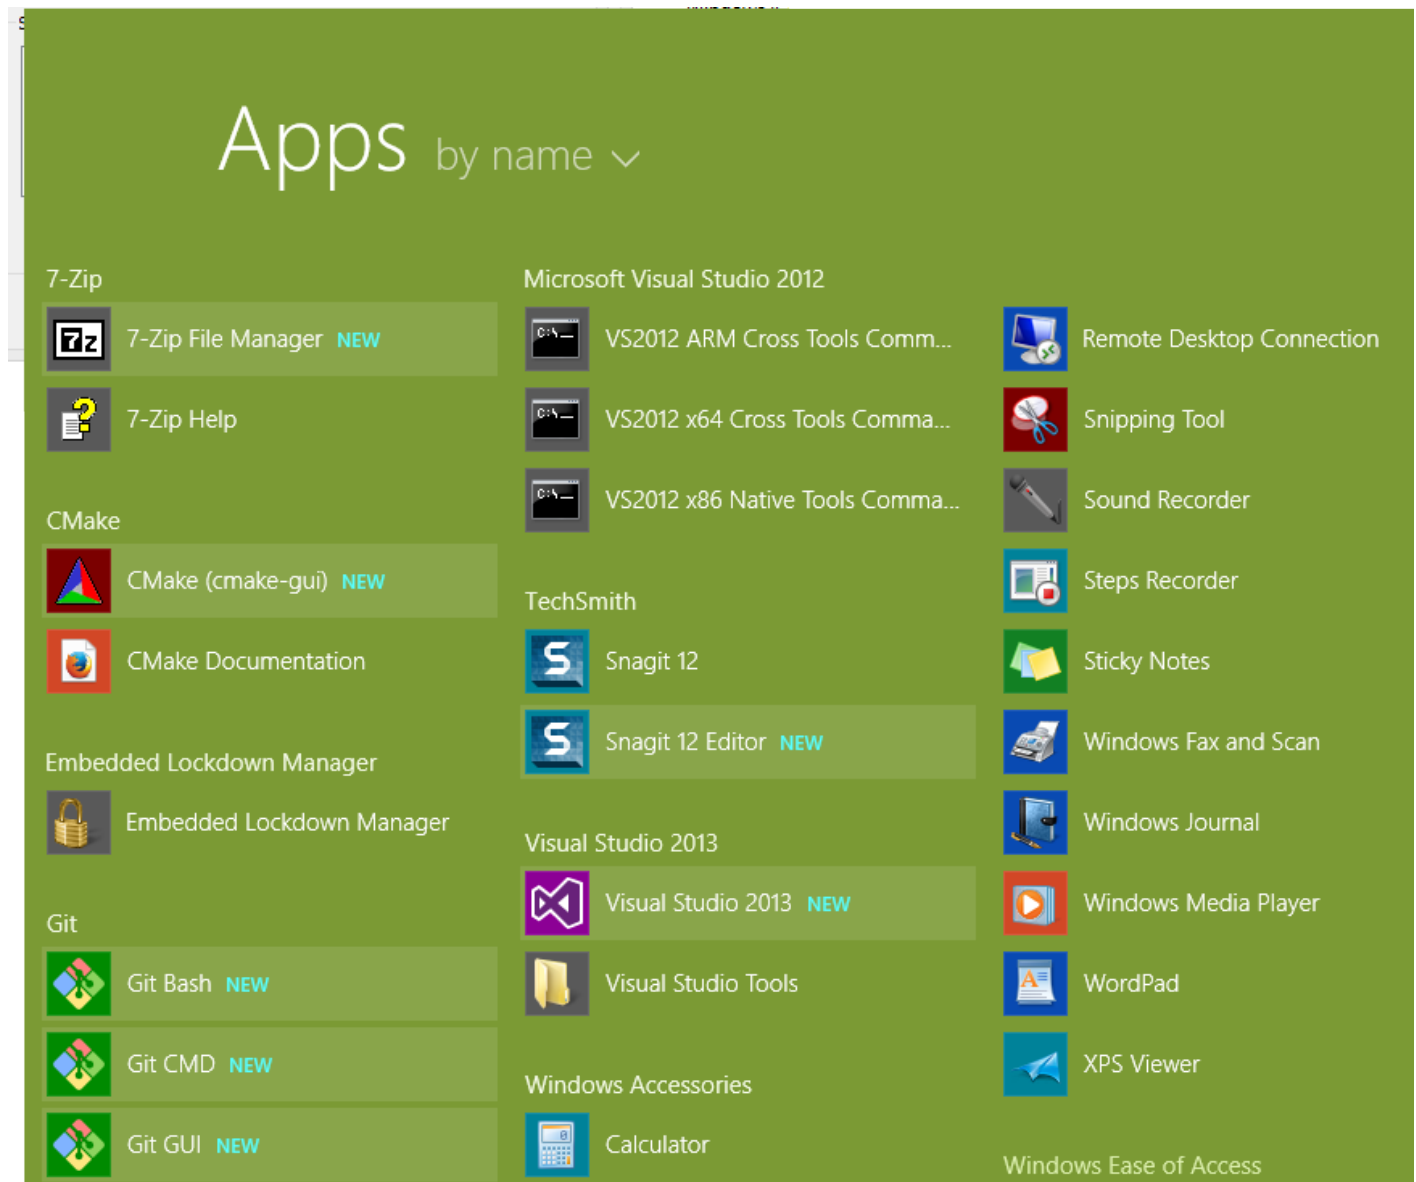 Apps by name
7-Zip
7-Zip File Manager NEW
7-Zip Help
CMake
CMake (cmake-gui) NEW
CMake Documentation
Embedded Lockdown Manager
Embedded Lockdown Manager
Git
Git Bash NEW
Git CMD NEW
Git GUI NEW
Microsoft Visual Studio 2012
VS2012 ARM Cross Tools Comm...
VS2012 x64 Cross Tools Comma...
VS2012 x86 Native Tools Comma...
TechSmith
Snagit 12
Snagit 12 Editor NEW
Visual Studio 2013
Visual Studio 2013 NEW
Visual Studio Tools
Windows Accessories
Calculator
Remote Desktop Connection
Snipping Tool
Sound Recorder
Steps Recorder
Sticky Notes
Windows Fax and Scan
Windows Journal
Windows Media Player
WordPad
XPS Viewer
Windows Ease of Access